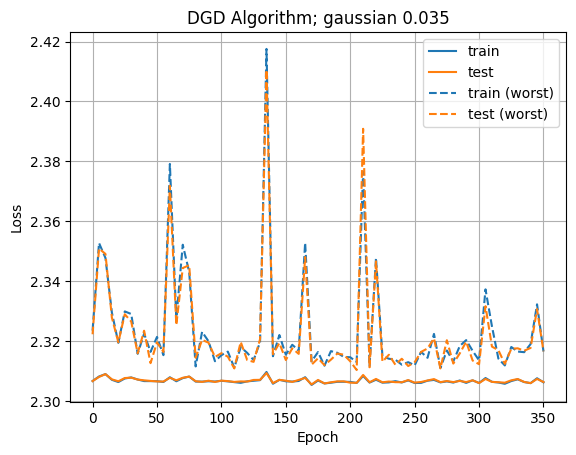 DGD Algorithm; gaussian 0.035
train
test
train (worst)
test (worst)
Loss
2.42
2.40
2.38
2.36
2.34
2.32
2.30
0 50 100 150 200 250 300 350
Epoch